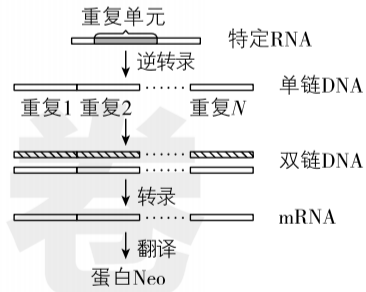 重复单元
特定RNA
逆转录
单链DNA
重复1 重复2 …… 重复N
双链DNA
转录
mRNA
翻译
蛋白Neo
卷